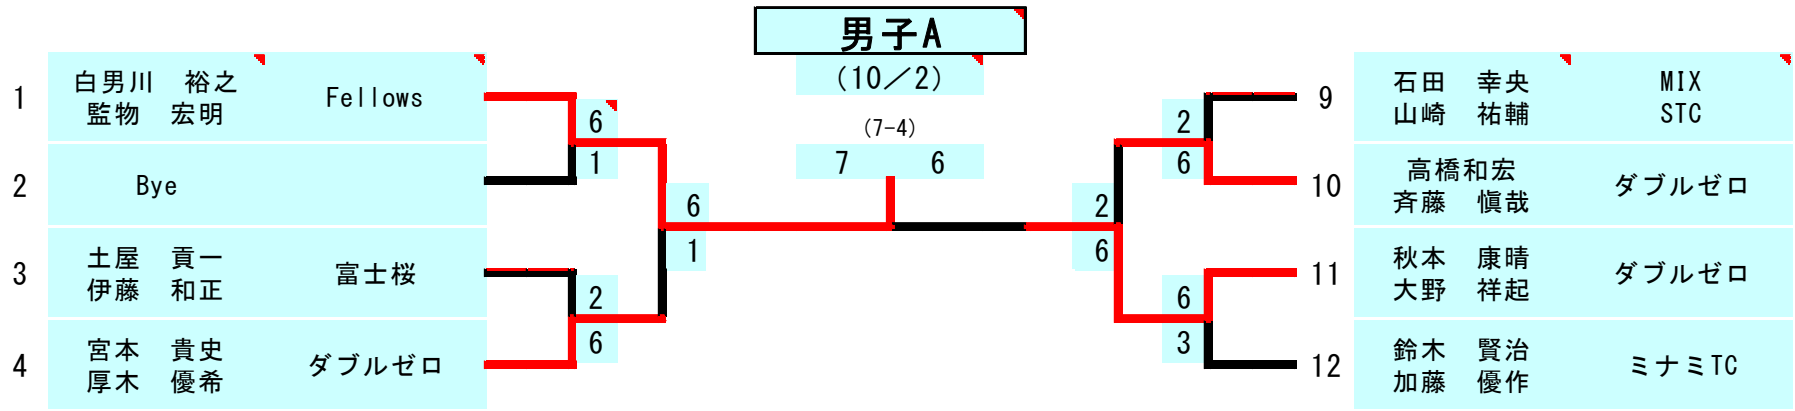 男子A
(10／2)
(7-4)
7 6
1 白男川 裕之 Fellows
監物 宏明
6
1
2 Bye
3 土屋 貢一 富士桜
伊藤 和正
2
6
4 宮本 貴史 ダブルゼロ
厚木 優希
6
1
2
6
2
6
6
3
9 石田 幸央 MIX
山崎 祐輔 STC
10 高橋和宏 ダブルゼロ
斉藤 愼哉
11 秋本 康晴 ダブルゼロ
大野 祥起
12 鈴木 賢治 ミナミTC
加藤 優作